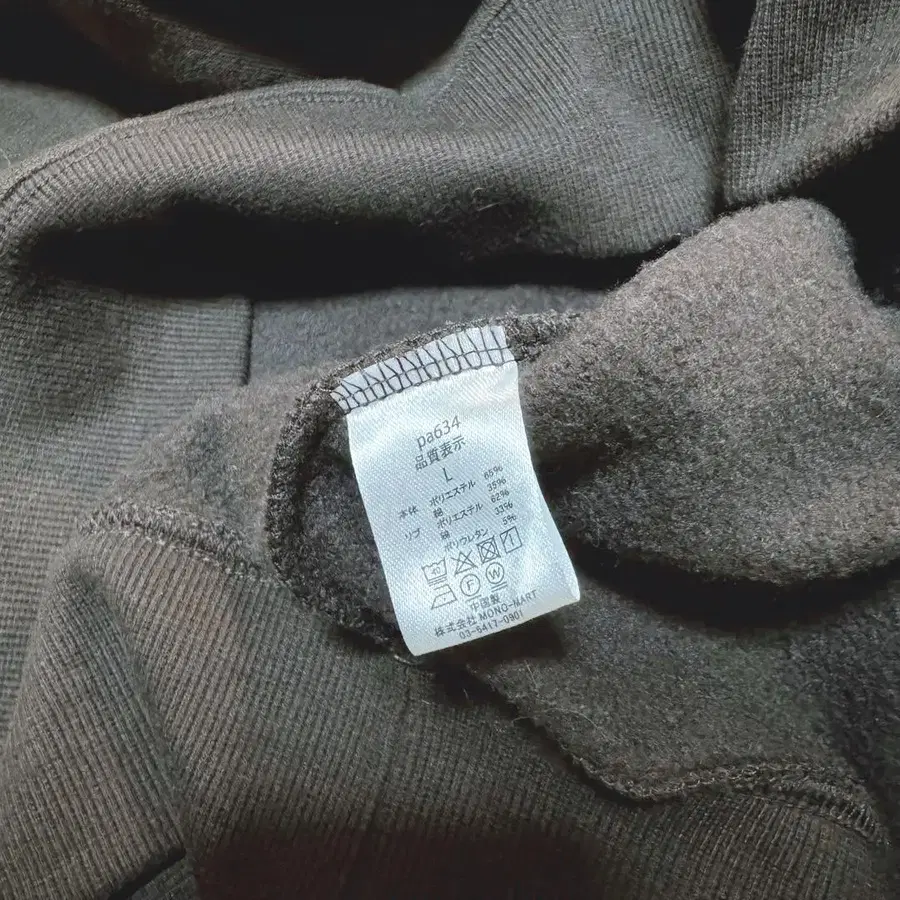 pa634
品質表示
L
本体 ポリエステル 65%
綿 35%
リブ ポリエステル 62%
綿 33%
ポリウレタン 5%
40
F W
中国製
株式会社 MONO-MART
03-5417-0901